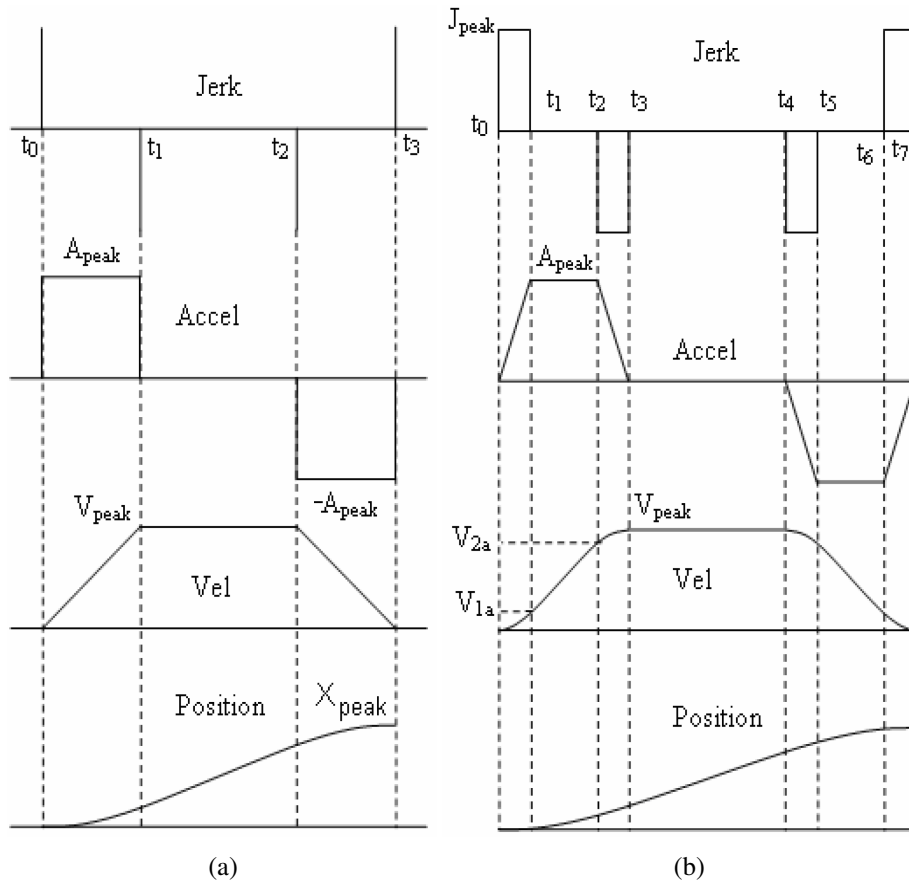 Jerk
t0 t1 t2 t3
Apeak
Accel
-Apeak
Vpeak
Vel
Position
Xpeak
(a)
Jpeak
Jerk
t0 t1 t2 t3 t4 t5 t6 t7
Apeak
Accel
Vpeak
V2a
Vel
V1a
Position
(b)